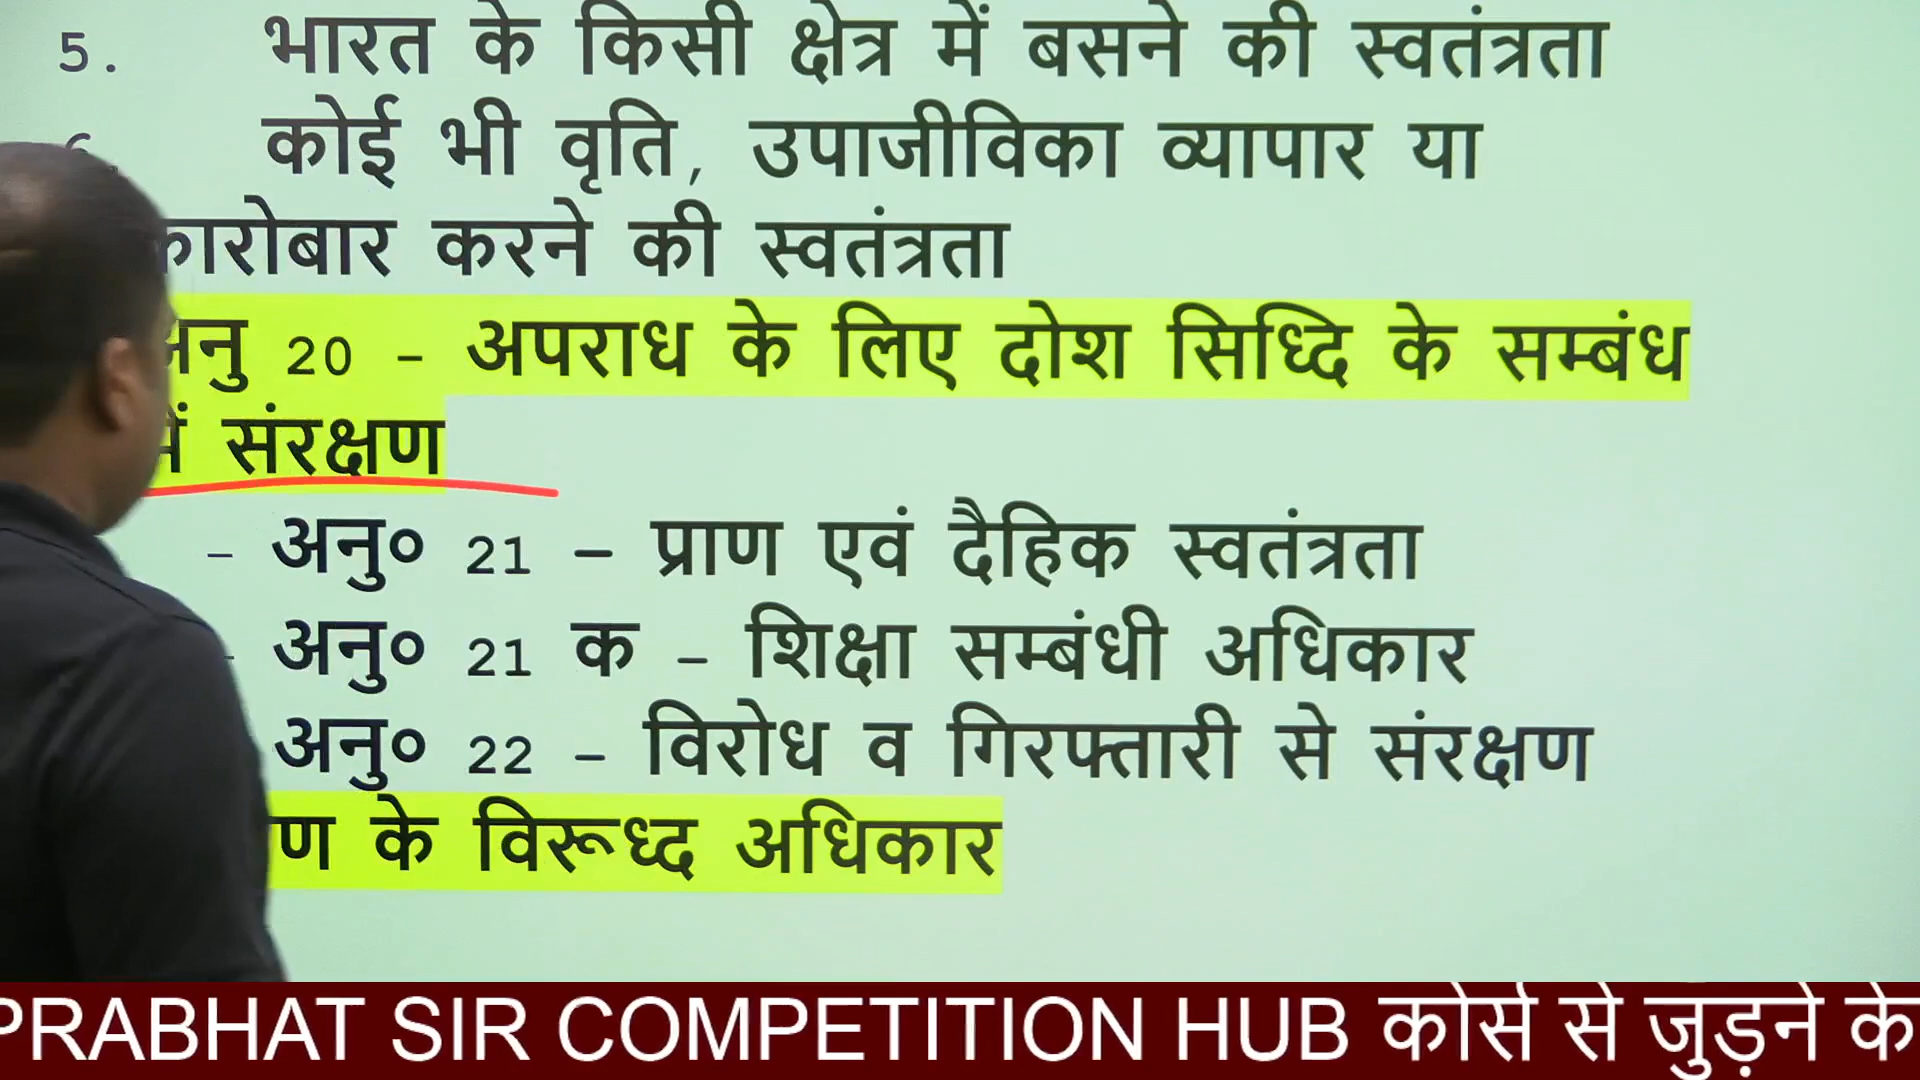 5. भारत के किसी क्षेत्र में बसने की स्वतंत्रता
कोई भी वृति, उपाजीविका व्यापार या
कारोबार करने की स्वतंत्रता
अनु 20 - अपराध के लिए दोश सिध्दि के सम्बंध
में संरक्षण
- अनु० 21 - प्राण एवं दैहिक स्वतंत्रता
- अनु० 21 क - शिक्षा सम्बंधी अधिकार
अनु० 22 - विरोध व गिरफ्तारी से संरक्षण
के विरूध्द अधिकार
PRABHAT SIR COMPETITION HUB कोर्स से जुड़ने के